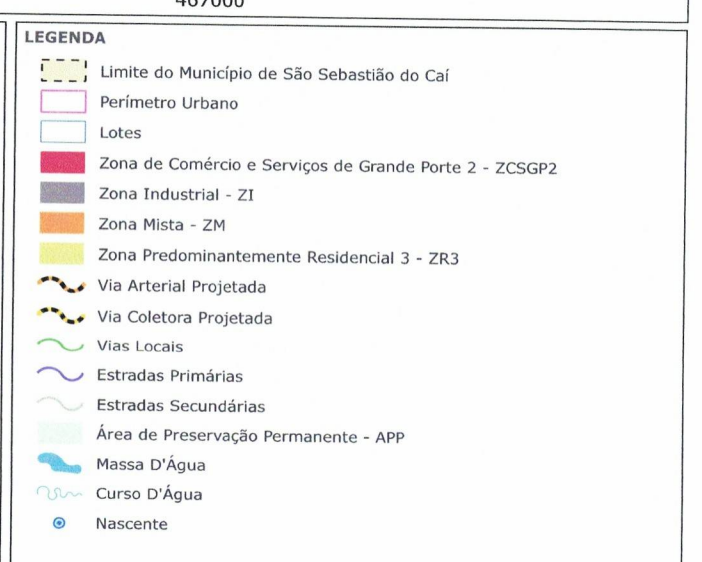 LEGENDA
Limite do Município de São Sebastião do Caí
Perímetro Urbano
Lotes
Zona de Comércio e Serviços de Grande Porte 2 - ZCSGP2
Zona Industrial - ZI
Zona Mista - ZM
Zona Predominantemente Residencial 3 - ZR3
Via Arterial Projetada
Via Coletora Projetada
Vias Locais
Estradas Primárias
Estradas Secundárias
Área de Preservação Permanente - APP
Massa D'Água
Curso D'Água
Nascente